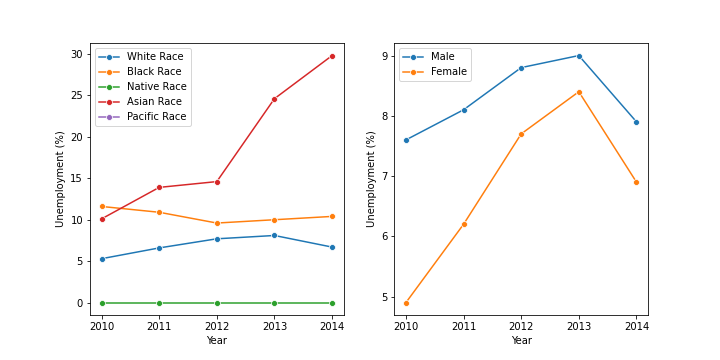 White Race
Black Race
Native Race
Asian Race
Pacific Race
30
25
20
15
10
5
0
Unemployment (%)
2010 2011 2012 2013 2014
Year
Male
Female
9
8
7
6
5
Unemployment (%)
2010 2011 2012 2013 2014
Year